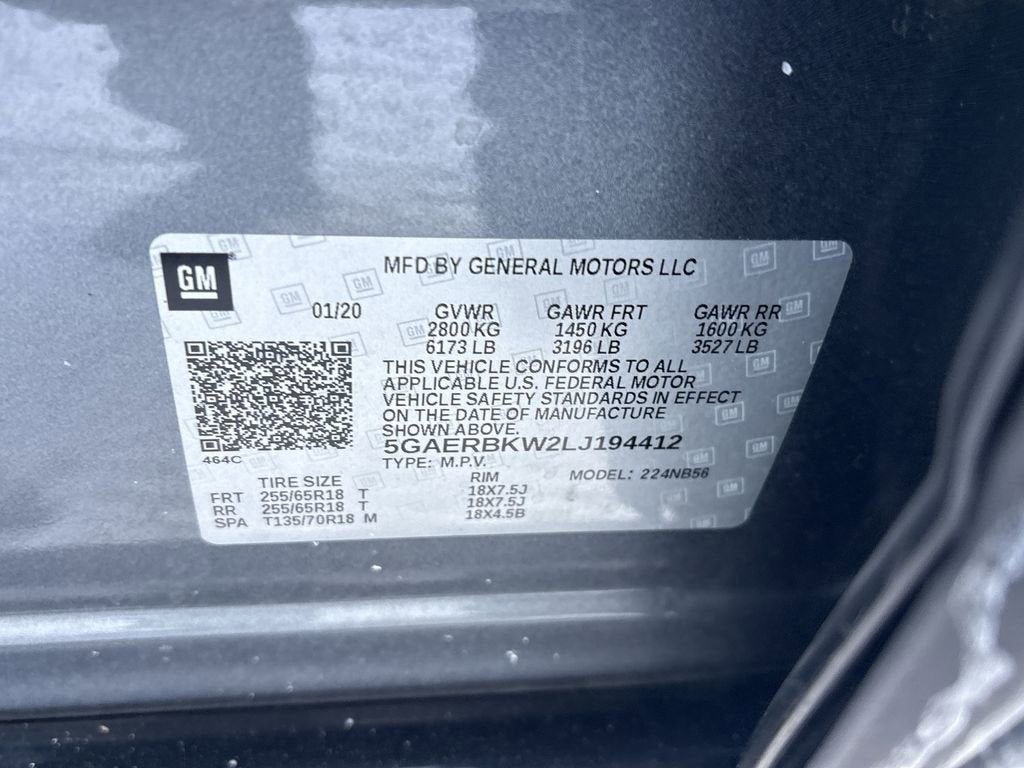 GM
MFD BY GENERAL MOTORS LLC
01/20 GVWR GAWR FRT GAWR RR
2800 KG 1450 KG 1600 KG
6173 LB 3196 LB 3527 LB
THIS VEHICLE CONFORMS TO ALL
APPLICABLE U.S. FEDERAL MOTOR
VEHICLE SAFETY STANDARDS IN EFFECT
ON THE DATE OF MANUFACTURE
SHOWN ABOVE.
5GAERBKW2LJ194412
464C
TYPE: M.P.V.
MODEL: 224NB56
TIRE SIZE RIM
FRT 255/65R18 T 18X7.5J
RR 255/65R18 T 18X7.5J
SPA T135/70R18 M 18X4.5B